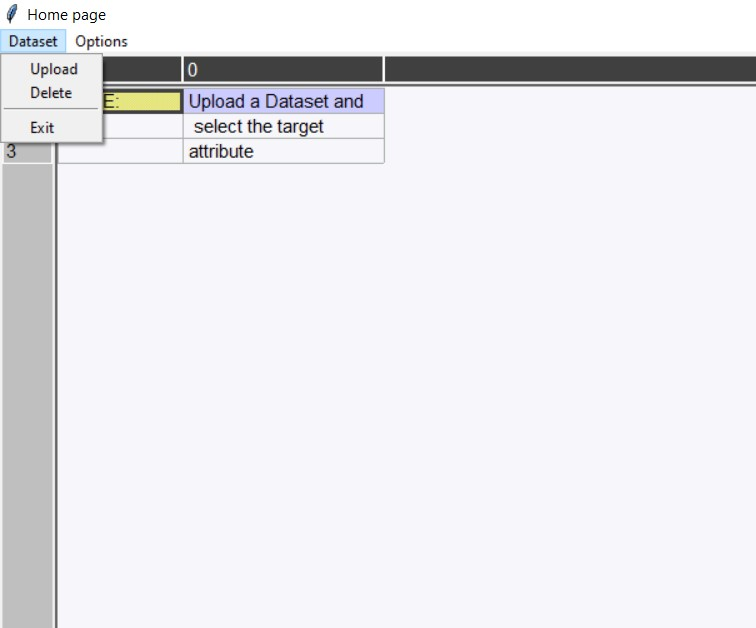 Home page
Dataset Options
Upload
Delete
Exit
0
E: Upload a Dataset and
select the target
3 attribute